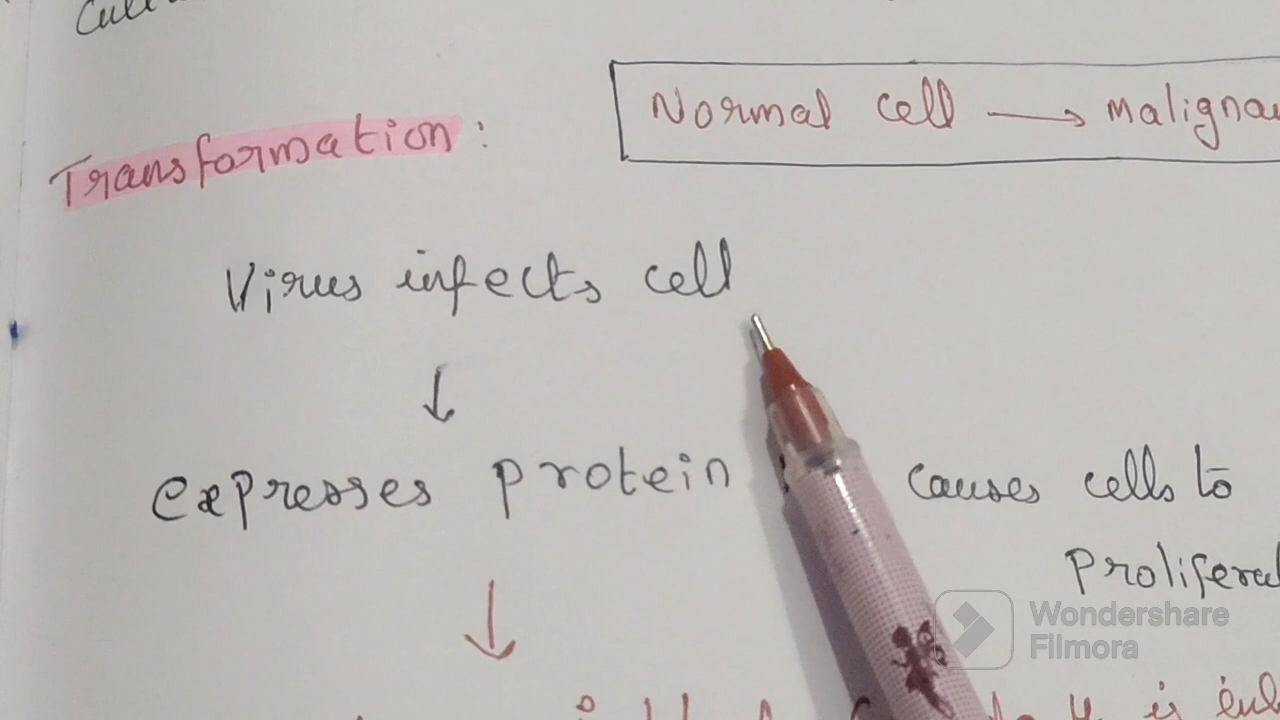 Normal cell → maligna
Transformation:
Virus infects cell
↓
expresses protein causes cells to
Prolifera
↓
Wondershare
Filmora